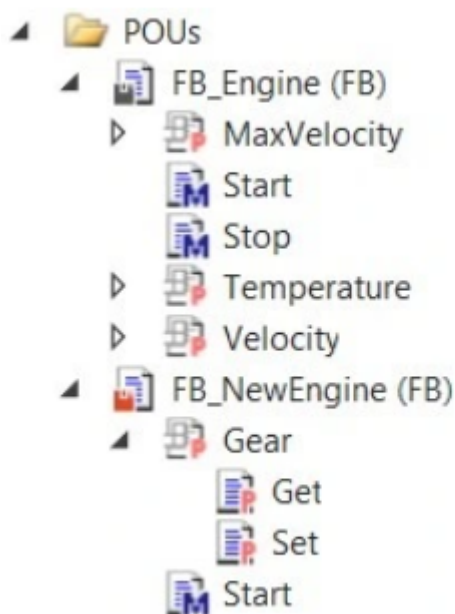 POUs
FB_Engine (FB)
MaxVelocity
Start
Stop
Temperature
Velocity
FB_NewEngine (FB)
Gear
Get
Set
Start